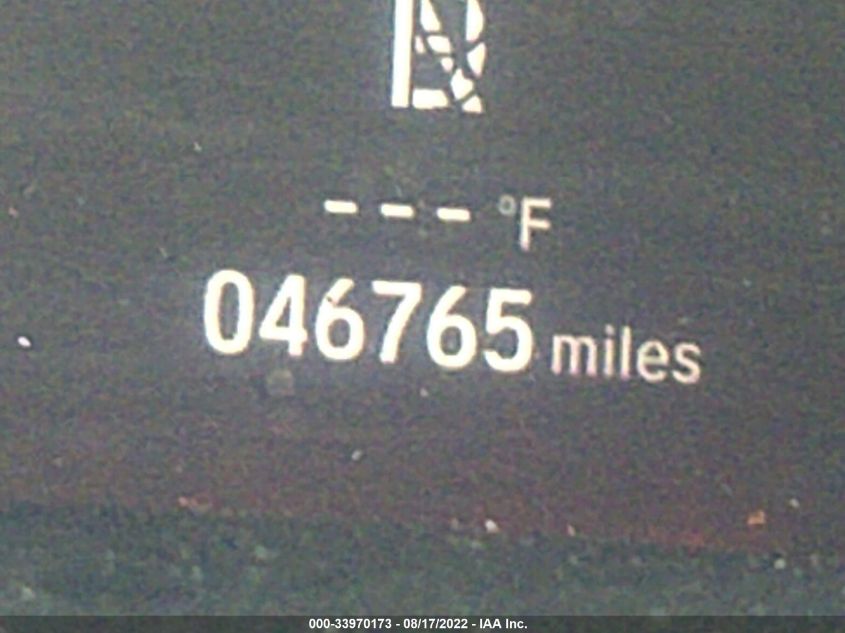 --- °F
046765 miles
000-33970173 - 08/17/2022 - IAA Inc.